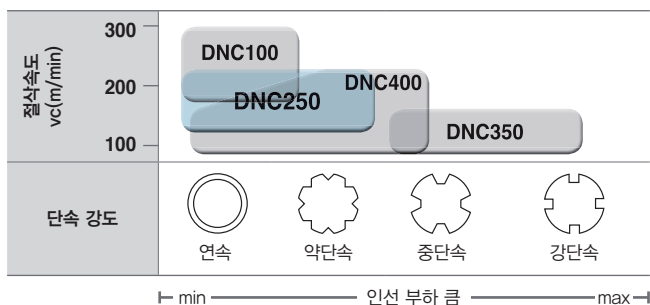 절삭속도
vc(m/min)
300
200
100
DNC100
DNC400
DNC250
DNC350
단속 강도
연속
약단속
중단속
강단속
min
인선 부하 큼
max